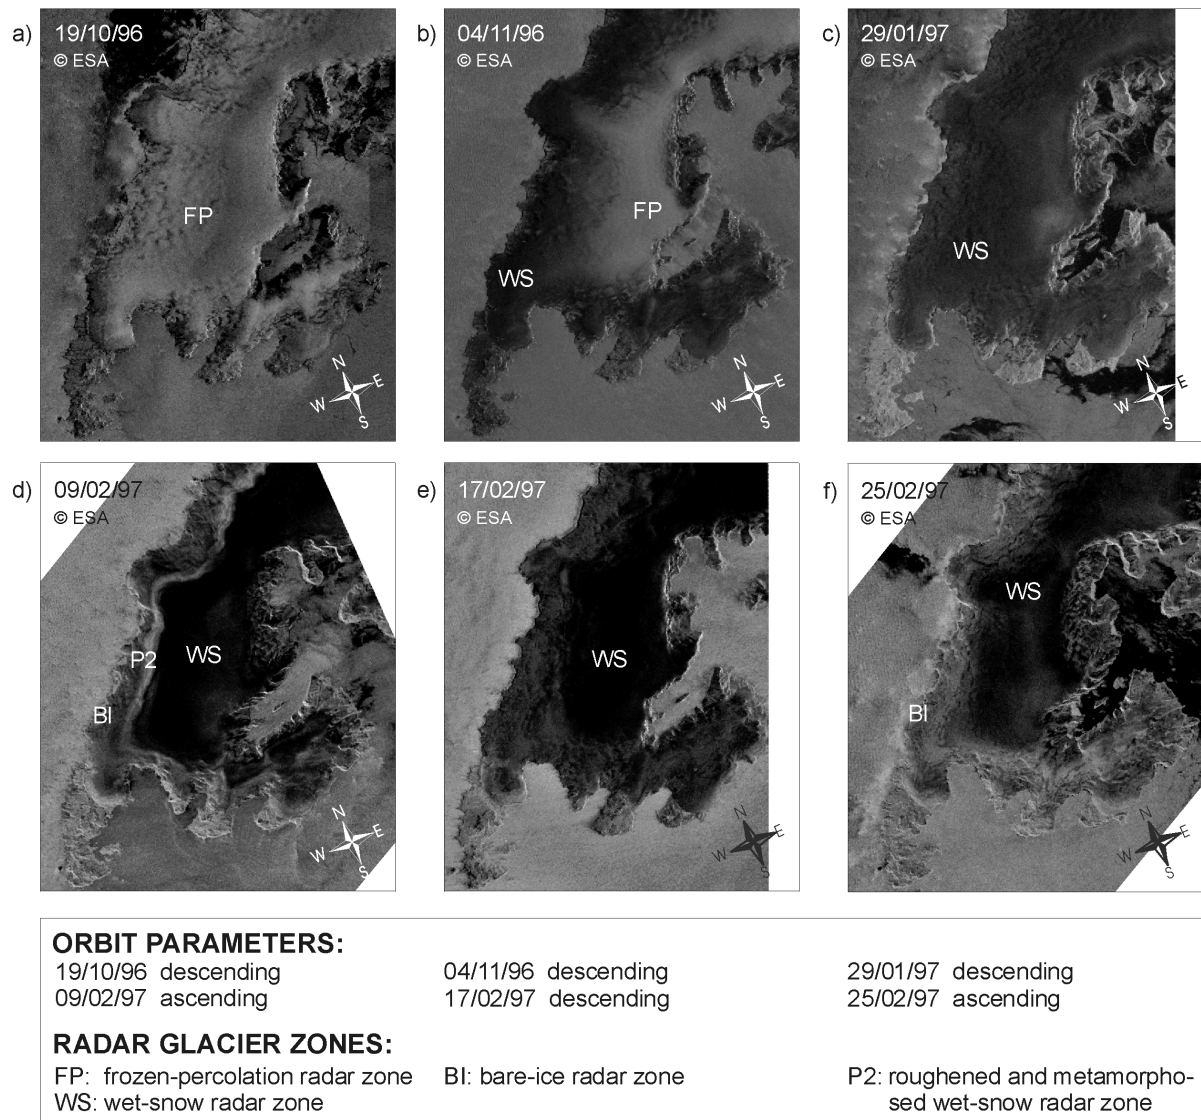 a) 19/10/96
© ESA
FP
N
E
W
S
b) 04/11/96
© ESA
FP
WS
N
E
W
S
c) 29/01/97
© ESA
WS
N
E
W
S
d) 09/02/97
© ESA
P2
WS
BI
N
E
W
S
e) 17/02/97
© ESA
WS
N
E
W
S
f) 25/02/97
© ESA
WS
BI
N
E
W
S
ORBIT PARAMETERS:
19/10/96 descending
04/11/96 descending
29/01/97 descending
09/02/97 ascending
17/02/97 descending
25/02/97 ascending
RADAR GLACIER ZONES:
FP: frozen-percolation radar zone
BI: bare-ice radar zone
P2: roughened and metamorpho-
WS: wet-snow radar zone
sed wet-snow radar zone